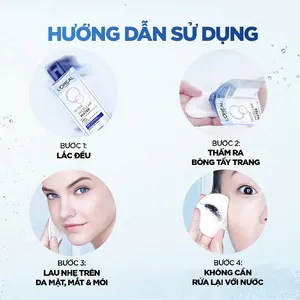 HƯỚNG DẪN SỬ DỤNG
L'ORÉAL
BƯỚC 1:
LẮC ĐỀU
BƯỚC 2:
THẤM RA
BÔNG TẨY TRANG
BƯỚC 3:
LAU NHẸ TRÊN
DA MẶT, MẮT & MÔI
BƯỚC 4:
KHÔNG CẦN
RỬA LẠI VỚI NƯỚC